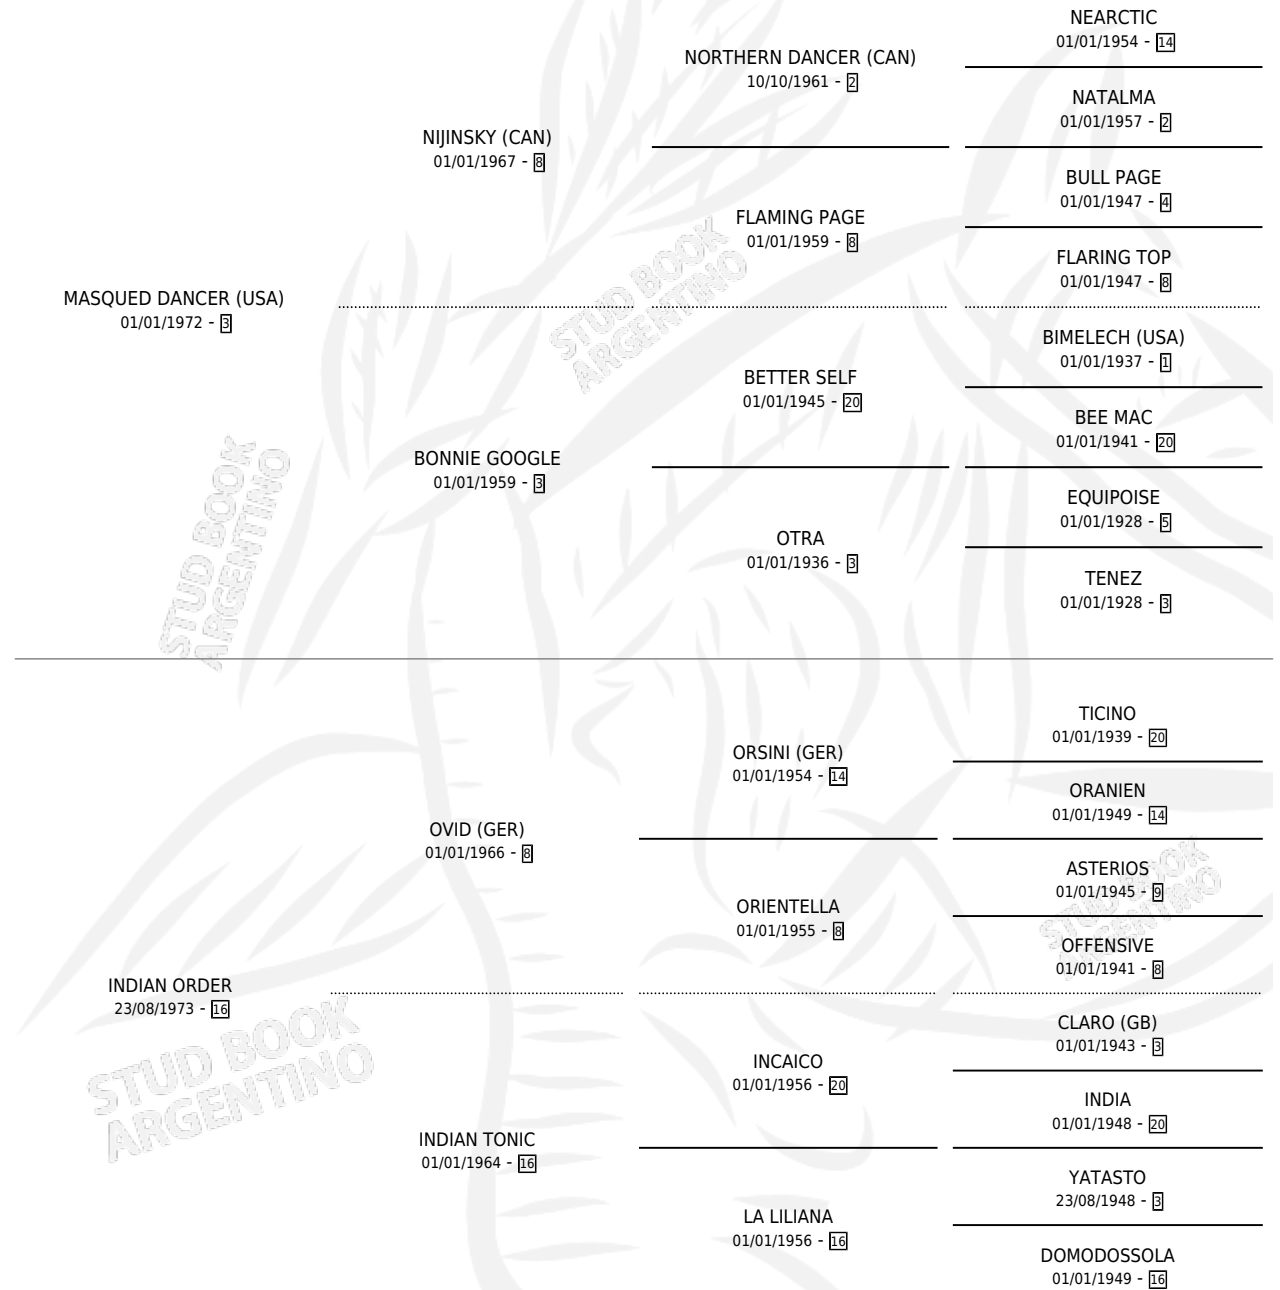 NEARCTIC
01/01/1954 - 14
NORTHERN DANCER (CAN)
10/10/1961 - 2
NATALMA
01/01/1957 - 2
NIJINSKY (CAN)
01/01/1967 - 8
BULL PAGE
01/01/1947 - 4
FLAMING PAGE
01/01/1959 - 8
FLARING TOP
01/01/1947 - 8
MASQUED DANCER (USA)
01/01/1972 - 3
BIMELECH (USA)
01/01/1937 - 1
BETTER SELF
01/01/1945 - 20
BEE MAC
01/01/1941 - 20
BONNIE GOOGLE
01/01/1959 - 3
EQUIPOISE
01/01/1928 - 5
OTRA
01/01/1936 - 3
TENEZ
01/01/1928 - 3
TICINO
01/01/1939 - 20
ORSINI (GER)
01/01/1954 - 14
ORANIEN
01/01/1949 - 14
OVID (GER)
01/01/1966 - 8
ASTERIOS
01/01/1945 - 9
ORIENTELLA
01/01/1955 - 8
OFFENSIVE
01/01/1941 - 8
INDIAN ORDER
23/08/1973 - 16
CLARO (GB)
01/01/1943 - 3
INCAICO
01/01/1956 - 20
INDIA
01/01/1948 - 20
INDIAN TONIC
01/01/1964 - 16
YATASTO
23/08/1948 - 3
LA LILIANA
01/01/1956 - 16
DOMODOSSOLA
01/01/1949 - 16
STUD BOOK
ARGENTINO
STUD BOOK
ARGENTINO
STUD BOOK
ARGENTINO
STUD BOOK
ARGENTINO